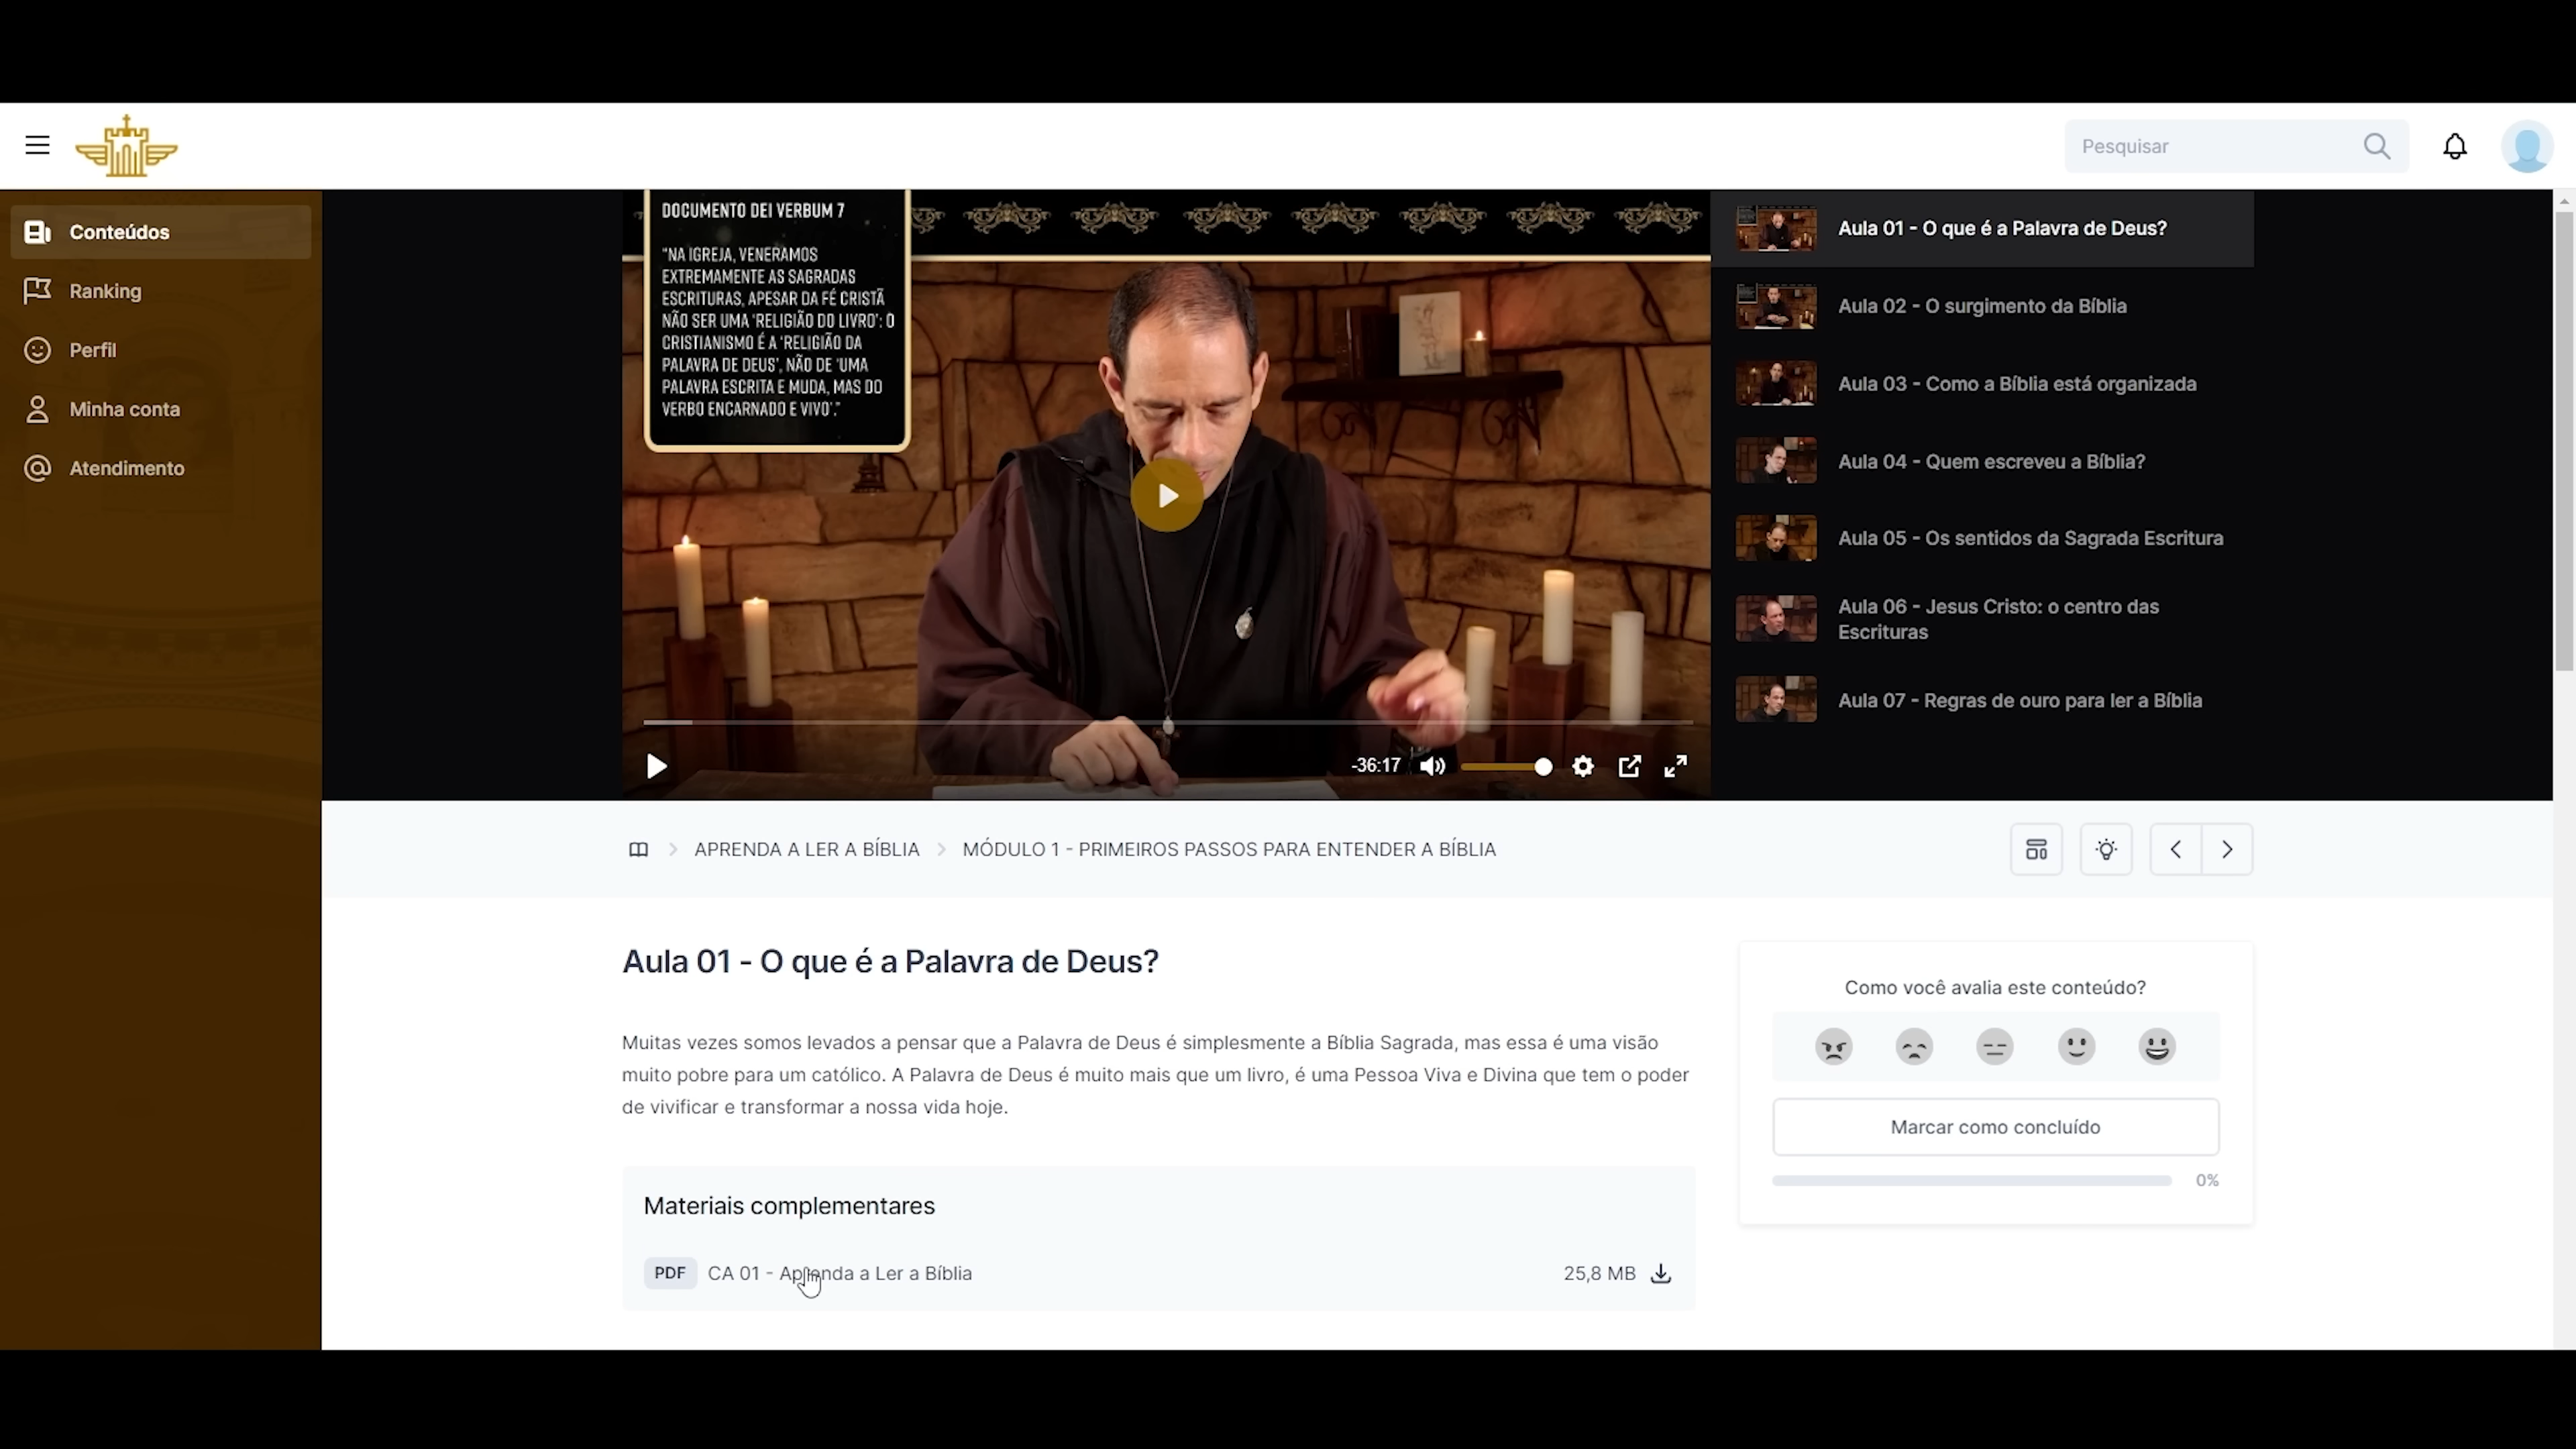 Pesquisar
Conteúdos
Ranking
Perfil
Minha conta
Atendimento
DOCUMENTO DEI VERBUM 7
"NA IGREJA, VENERAMOS
EXTREMAMENTE AS SAGRADAS
ESCRITURAS, APESAR DA FÉ CRISTÃ
NÃO SER UMA 'RELIGIÃO DO LIVRO': O
CRISTIANISMO É A 'RELIGIÃO DA
PALAVRA DE DEUS', NÃO DE 'UMA
PALAVRA ESCRITA E MUDA, MAS DO
VERBO ENCARNADO E VIVO'."
-36:17
Aula 01 - O que é a Palavra de Deus?
Aula 02 - O surgimento da Bíblia
Aula 03 - Como a Bíblia está organizada
Aula 04 - Quem escreveu a Bíblia?
Aula 05 - Os sentidos da Sagrada Escritura
Aula 06 - Jesus Cristo: o centro das
Escrituras
Aula 07 - Regras de ouro para ler a Bíblia
APRENDA A LER A BÍBLIA > MÓDULO 1 - PRIMEIROS PASSOS PARA ENTENDER A BÍBLIA
Aula 01 - O que é a Palavra de Deus?
Muitas vezes somos levados a pensar que a Palavra de Deus é simplesmente a Bíblia Sagrada, mas essa é uma visão
muito pobre para um católico. A Palavra de Deus é muito mais que um livro, é uma Pessoa Viva e Divina que tem o poder
de vivificar e transformar a nossa vida hoje.
Materiais complementares
PDF CA 01 - Aprenda a Ler a Bíblia 25,8 MB
Como você avalia este conteúdo?
Marcar como concluído
0%